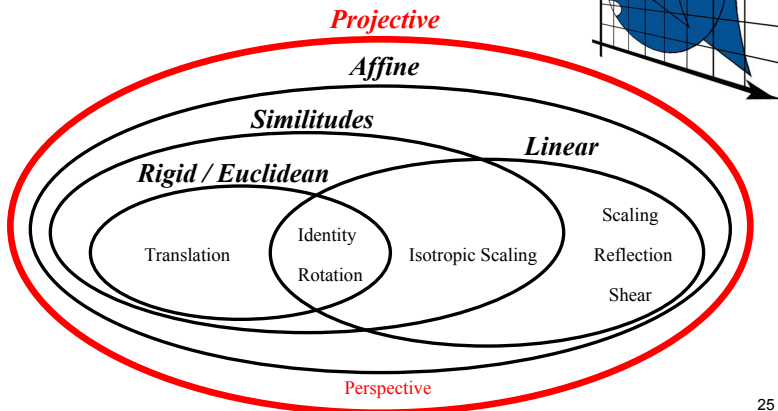 Projective
Affine
Similitudes
Linear
Rigid / Euclidean
Translation
Identity
Rotation
Isotropic Scaling
Scaling
Reflection
Shear
Perspective
25